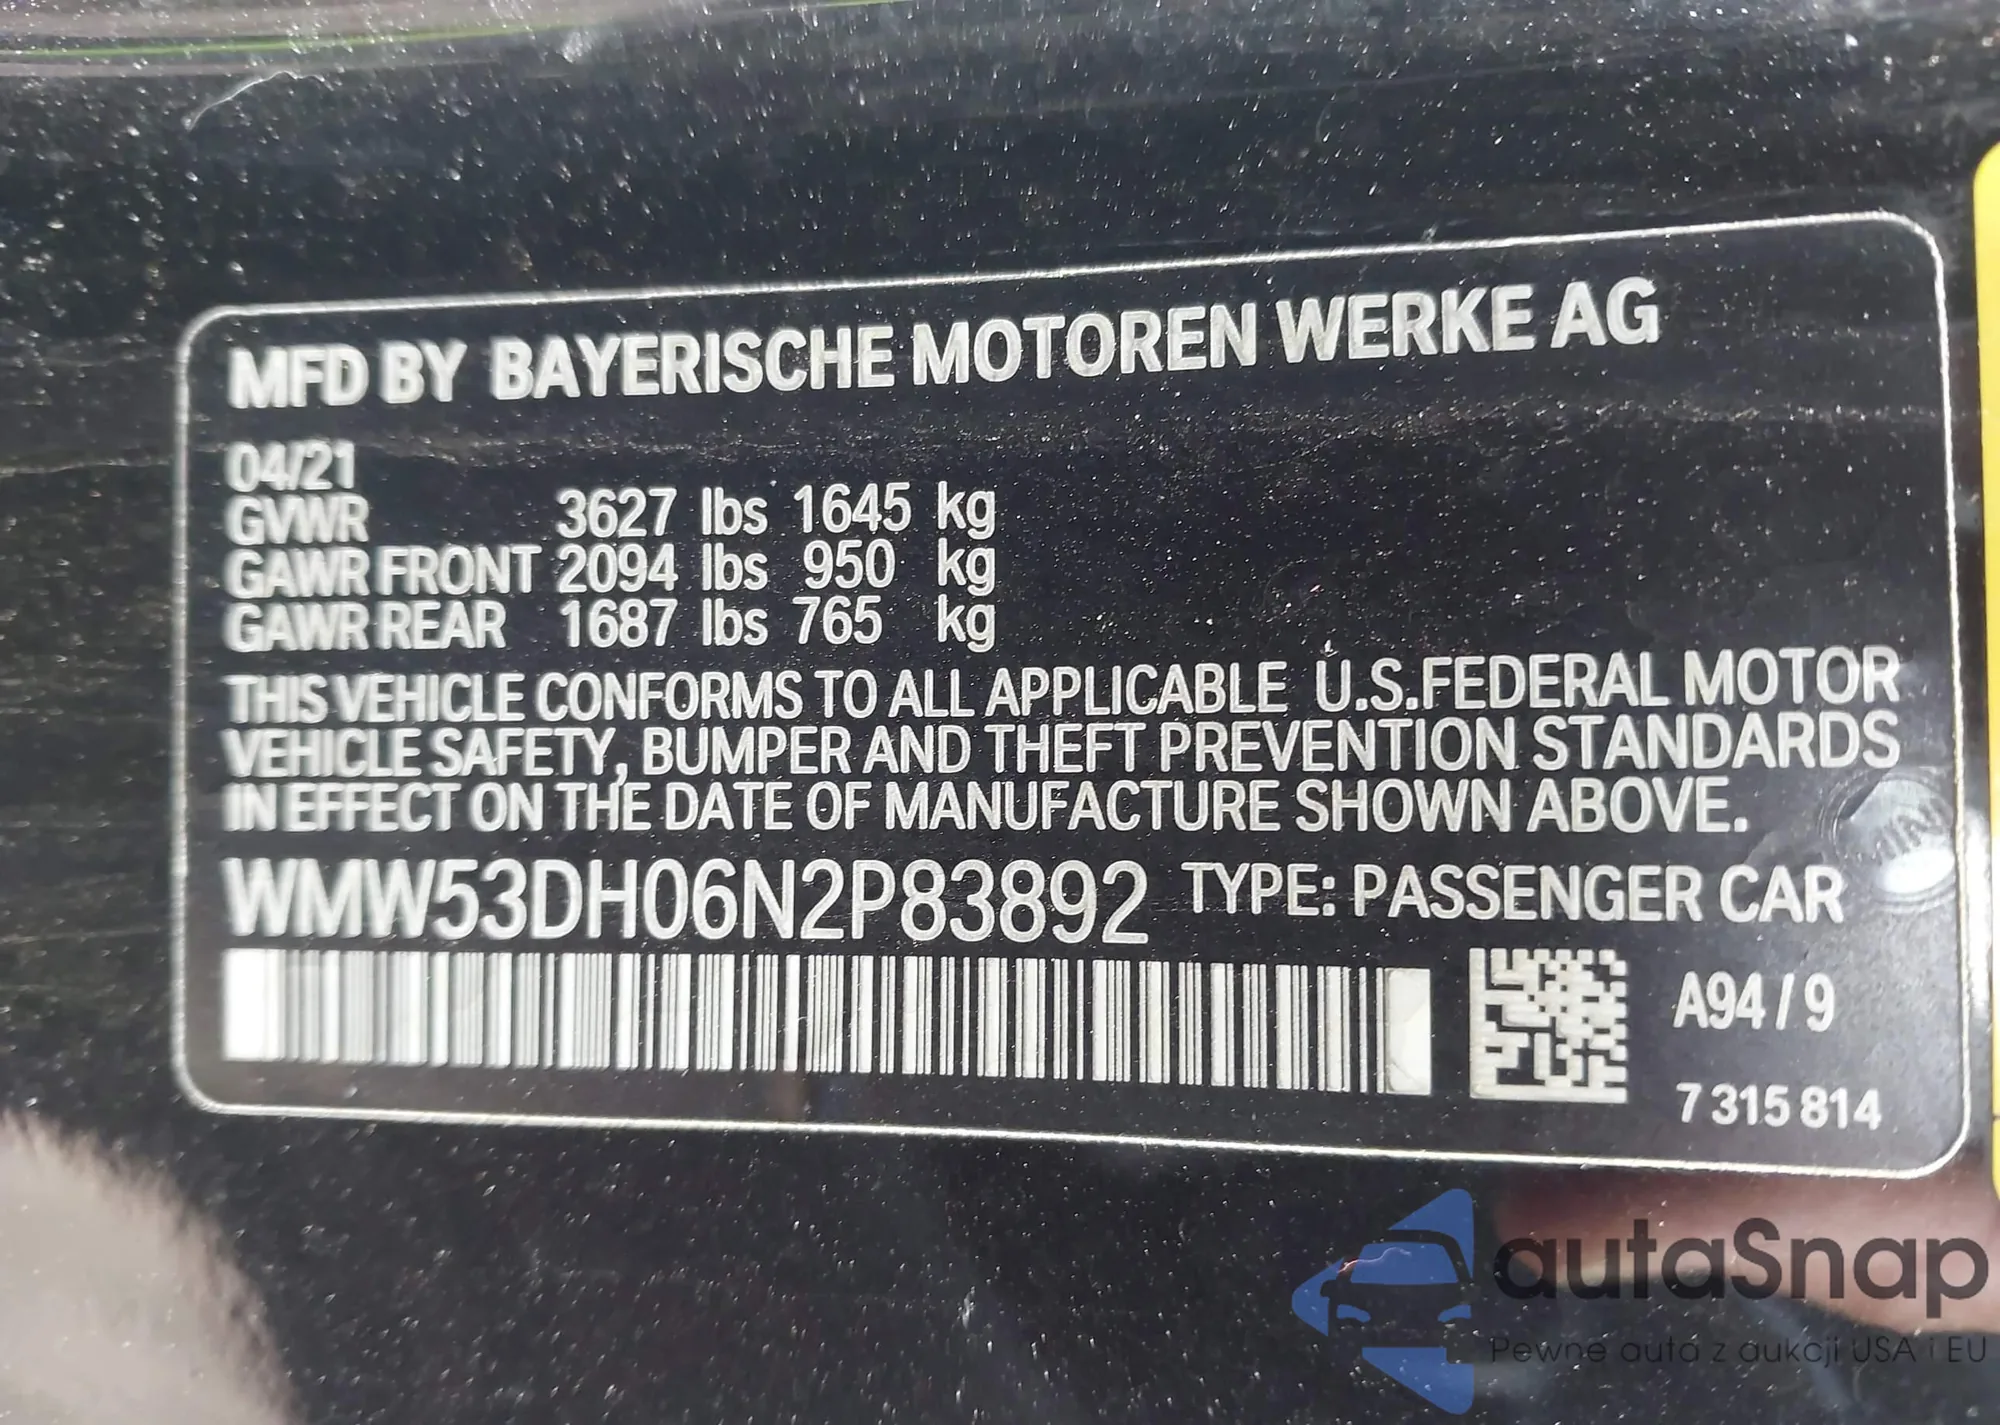 MFD BY BAYERISCHE MOTOREN WERKE AG
04/21
GVWR 3627 lbs 1645 kg
GAWR FRONT 2094 lbs 950 kg
GAWR REAR 1687 lbs 765 kg
THIS VEHICLE CONFORMS TO ALL APPLICABLE U.S.FEDERAL MOTOR
VEHICLE SAFETY, BUMPER AND THEFT PREVENTION STANDARDS
IN EFFECT ON THE DATE OF MANUFACTURE SHOWN ABOVE.
WMW53DH06N2P83892 TYPE: PASSENGER CAR
A94 / 9
7 315 814
autaSnap
Pewne auta z aukcji USA i EU